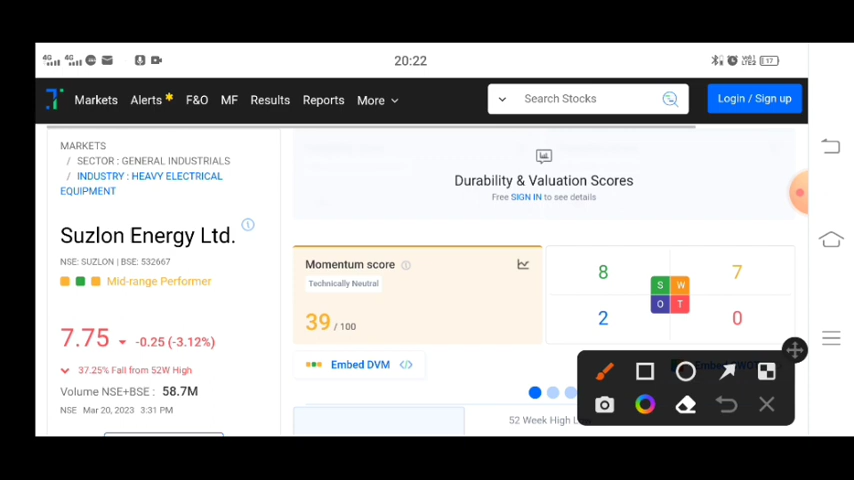 4G 4G 20:22 VoLTE2 17
Markets Alerts F&O MF Results Reports More Search Stocks Login / Sign up
MARKETS
/ SECTOR : GENERAL INDUSTRIALS
/ INDUSTRY : HEAVY ELECTRICAL
EQUIPMENT
Suzlon Energy Ltd.
NSE: SUZLON | BSE: 532667
Mid-range Performer
7.75 -0.25 (-3.12%)
37.25% Fall from 52W High
Volume NSE+BSE : 58.7M
NSE Mar 20, 2023 3:31 PM
Durability & Valuation Scores
Free SIGN IN to see details
Momentum score
Technically Neutral
39 / 100
8 7
S W
O T
2 0
Embed DVM
52 Week High